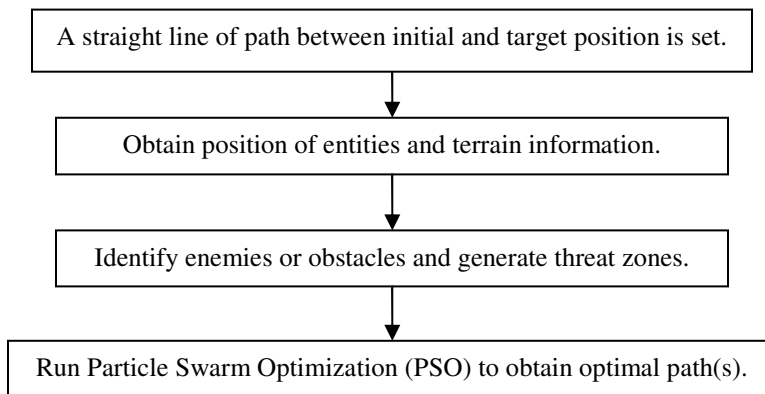 A straight line of path between initial and target position is set.
Obtain position of entities and terrain information.
Identify enemies or obstacles and generate threat zones.
Run Particle Swarm Optimization (PSO) to obtain optimal path(s).